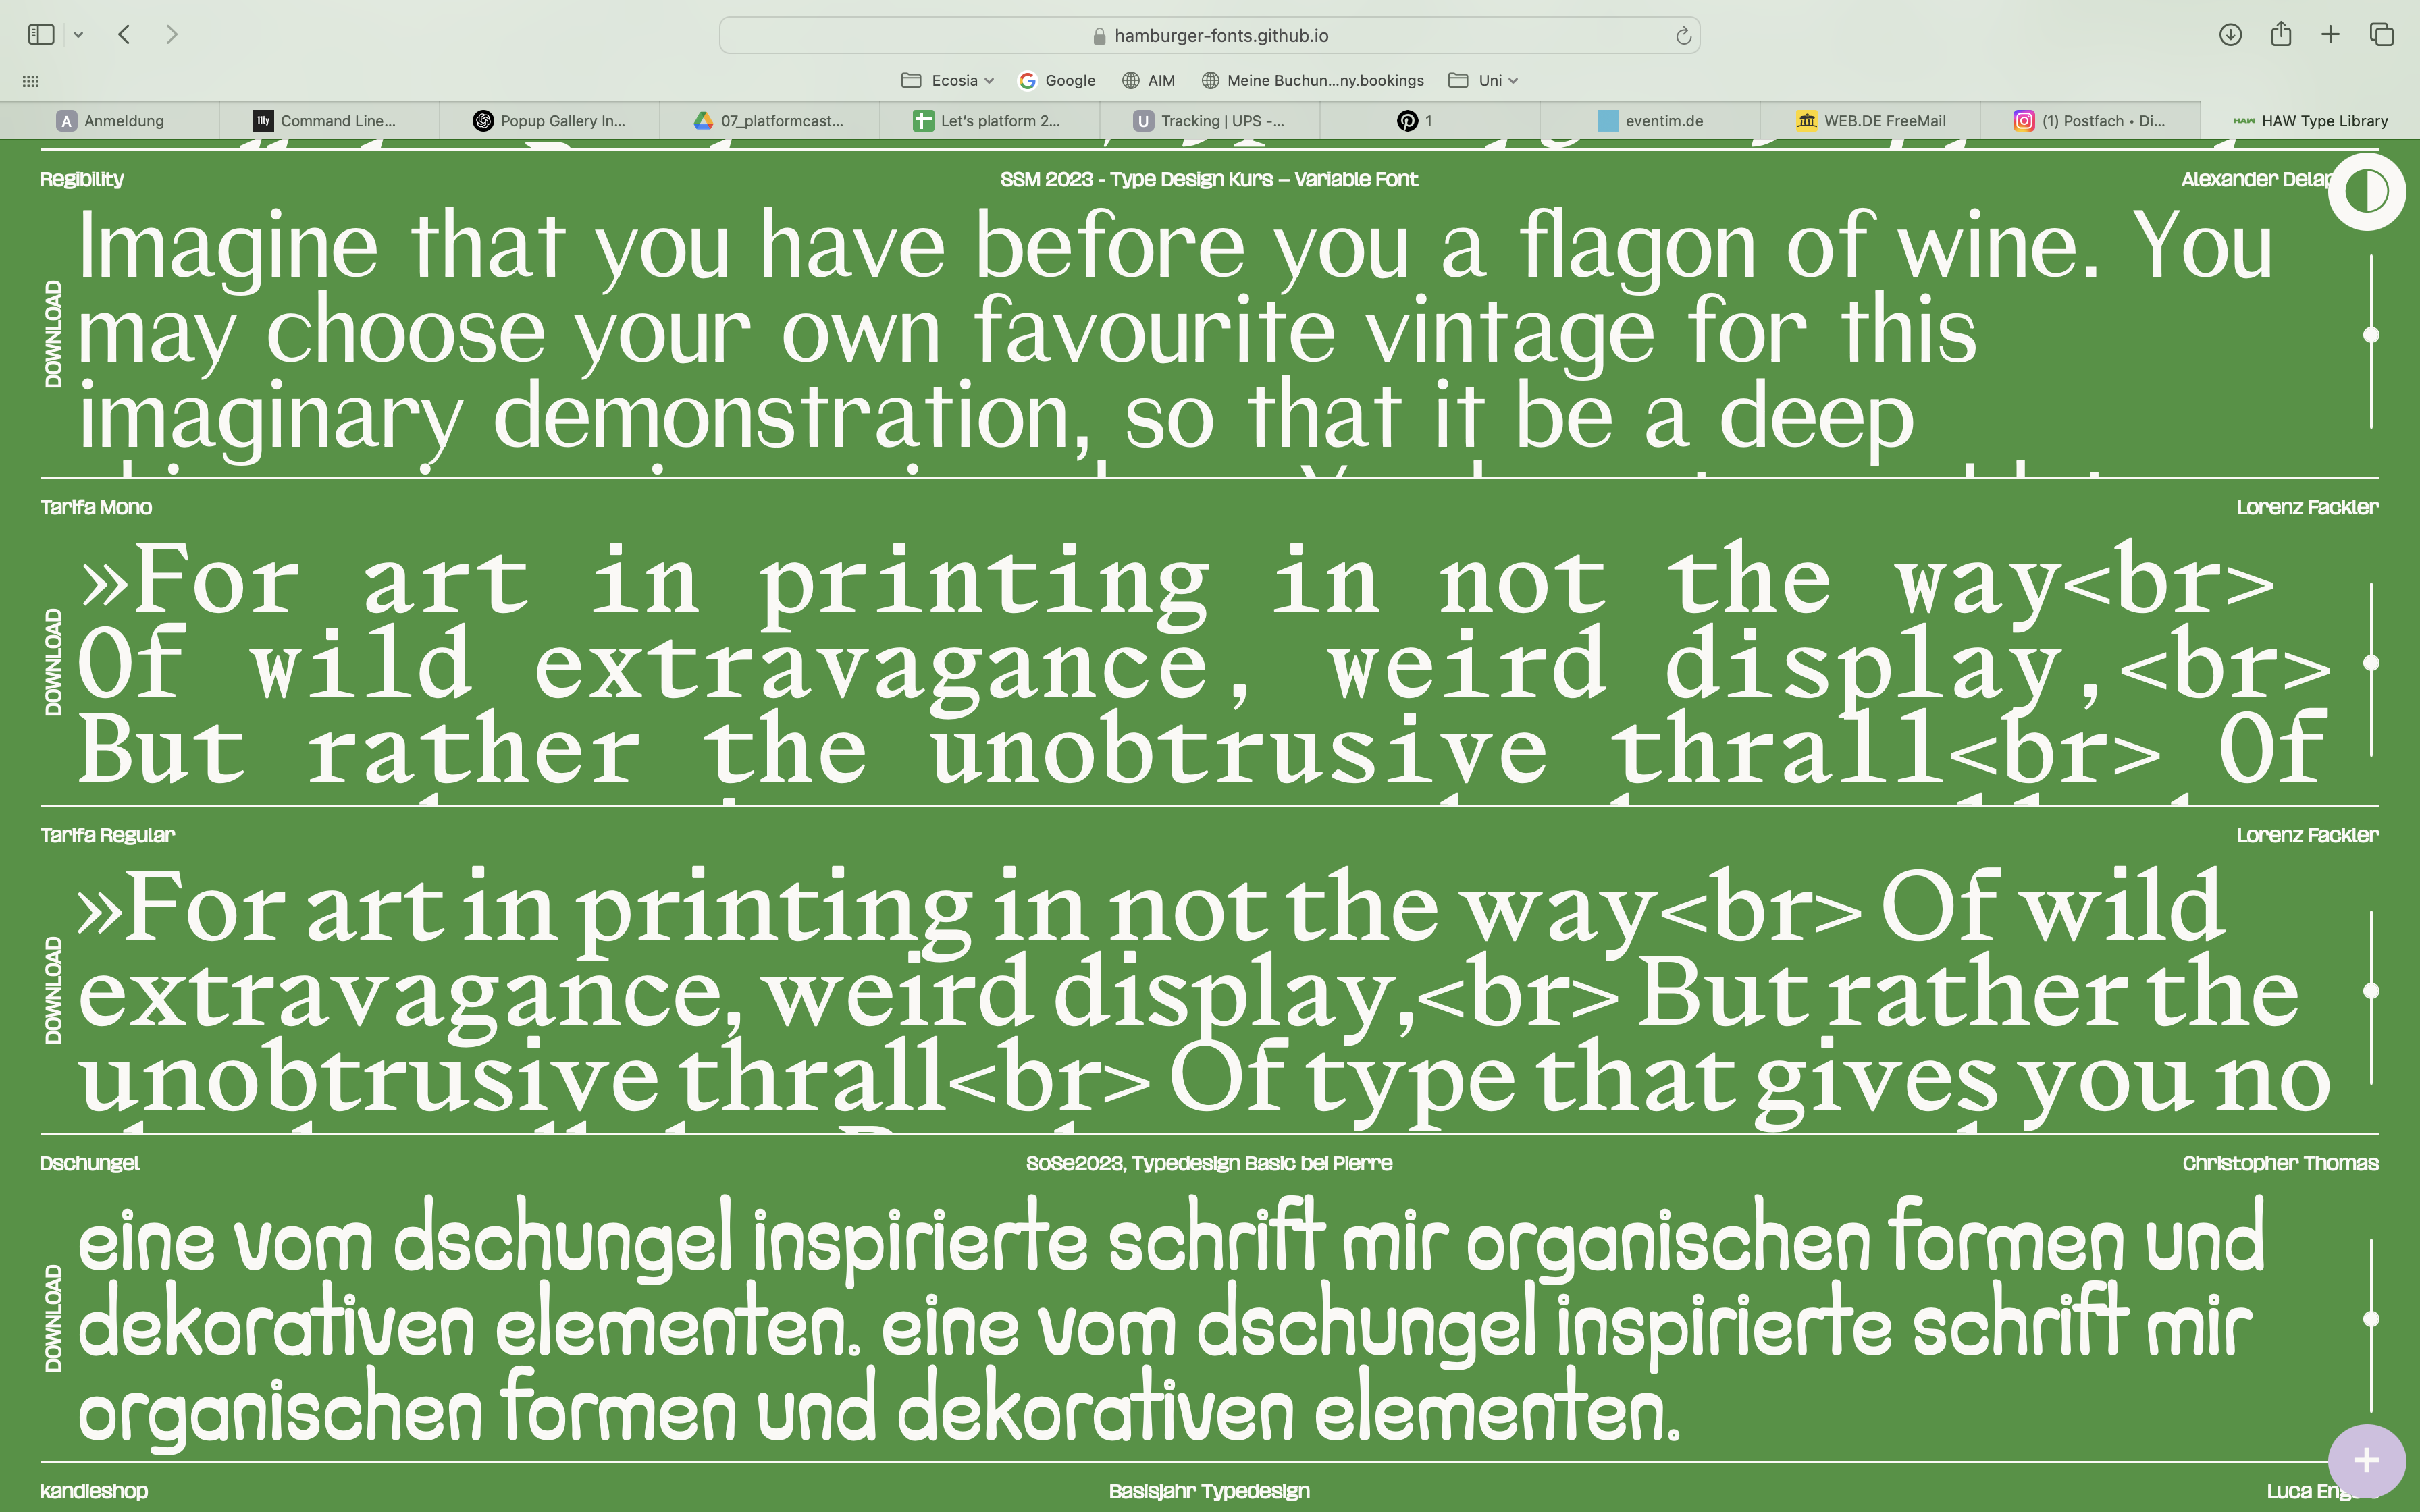 hamburger-fonts.github.io
Ecosia Google AIM Meine Buchun...ny.bookings Uni
A Anmeldung 11ty Command Line... Popup Gallery In... 07_platformcast... Let's platform 2... U Tracking | UPS -... 1 eventim.de WEB.DE FreeMail (1) Postfach • Di... HAW HAW Type Library
Regibility SSM 2023 - Type Design Kurs – Variable Font Alexander
DOWNLOAD
Imagine that you have before you a flagon of wine. You
may choose your own favourite vintage for this
imaginary demonstration, so that it be a deep
Tarifa Mono Lorenz Fackler
DOWNLOAD
»For art in printing in not the way<br>
Of wild extravagance, weird display,<br>
But rather the unobtrusive thrall<br> Of
Tarifa Regular Lorenz Fackler
DOWNLOAD
»For art in printing in not the way<br> Of wild
extravagance, weird display,<br> But rather the
unobtrusive thrall<br> Of type that gives you no
Dschungel SoSe2023, Typedesign Basic bei Pierre Christopher Thomas
DOWNLOAD
eine vom dschungel inspirierte schrift mir organischen formen und
dekorativen elementen. eine vom dschungel inspirierte schrift mir
organischen formen und dekorativen elementen.
kandieshop Basisjahr Typedesign Luca